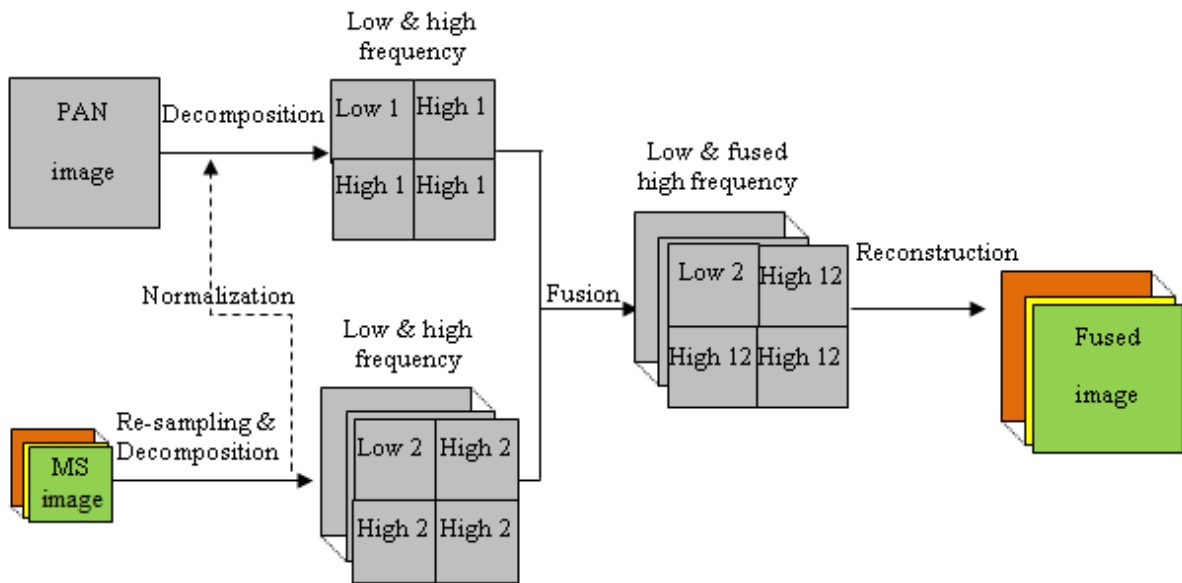 Low & high
frequency
PAN
image
Decomposition
Low 1
High 1
High 1
High 1
Normalization
Low & high
frequency
MS
image
Re-sampling &
Decomposition
Low 2
High 2
High 2
High 2
Fusion
Low & fused
high frequency
Low 2
High 12
High 12
High 12
Reconstruction
Fused
image